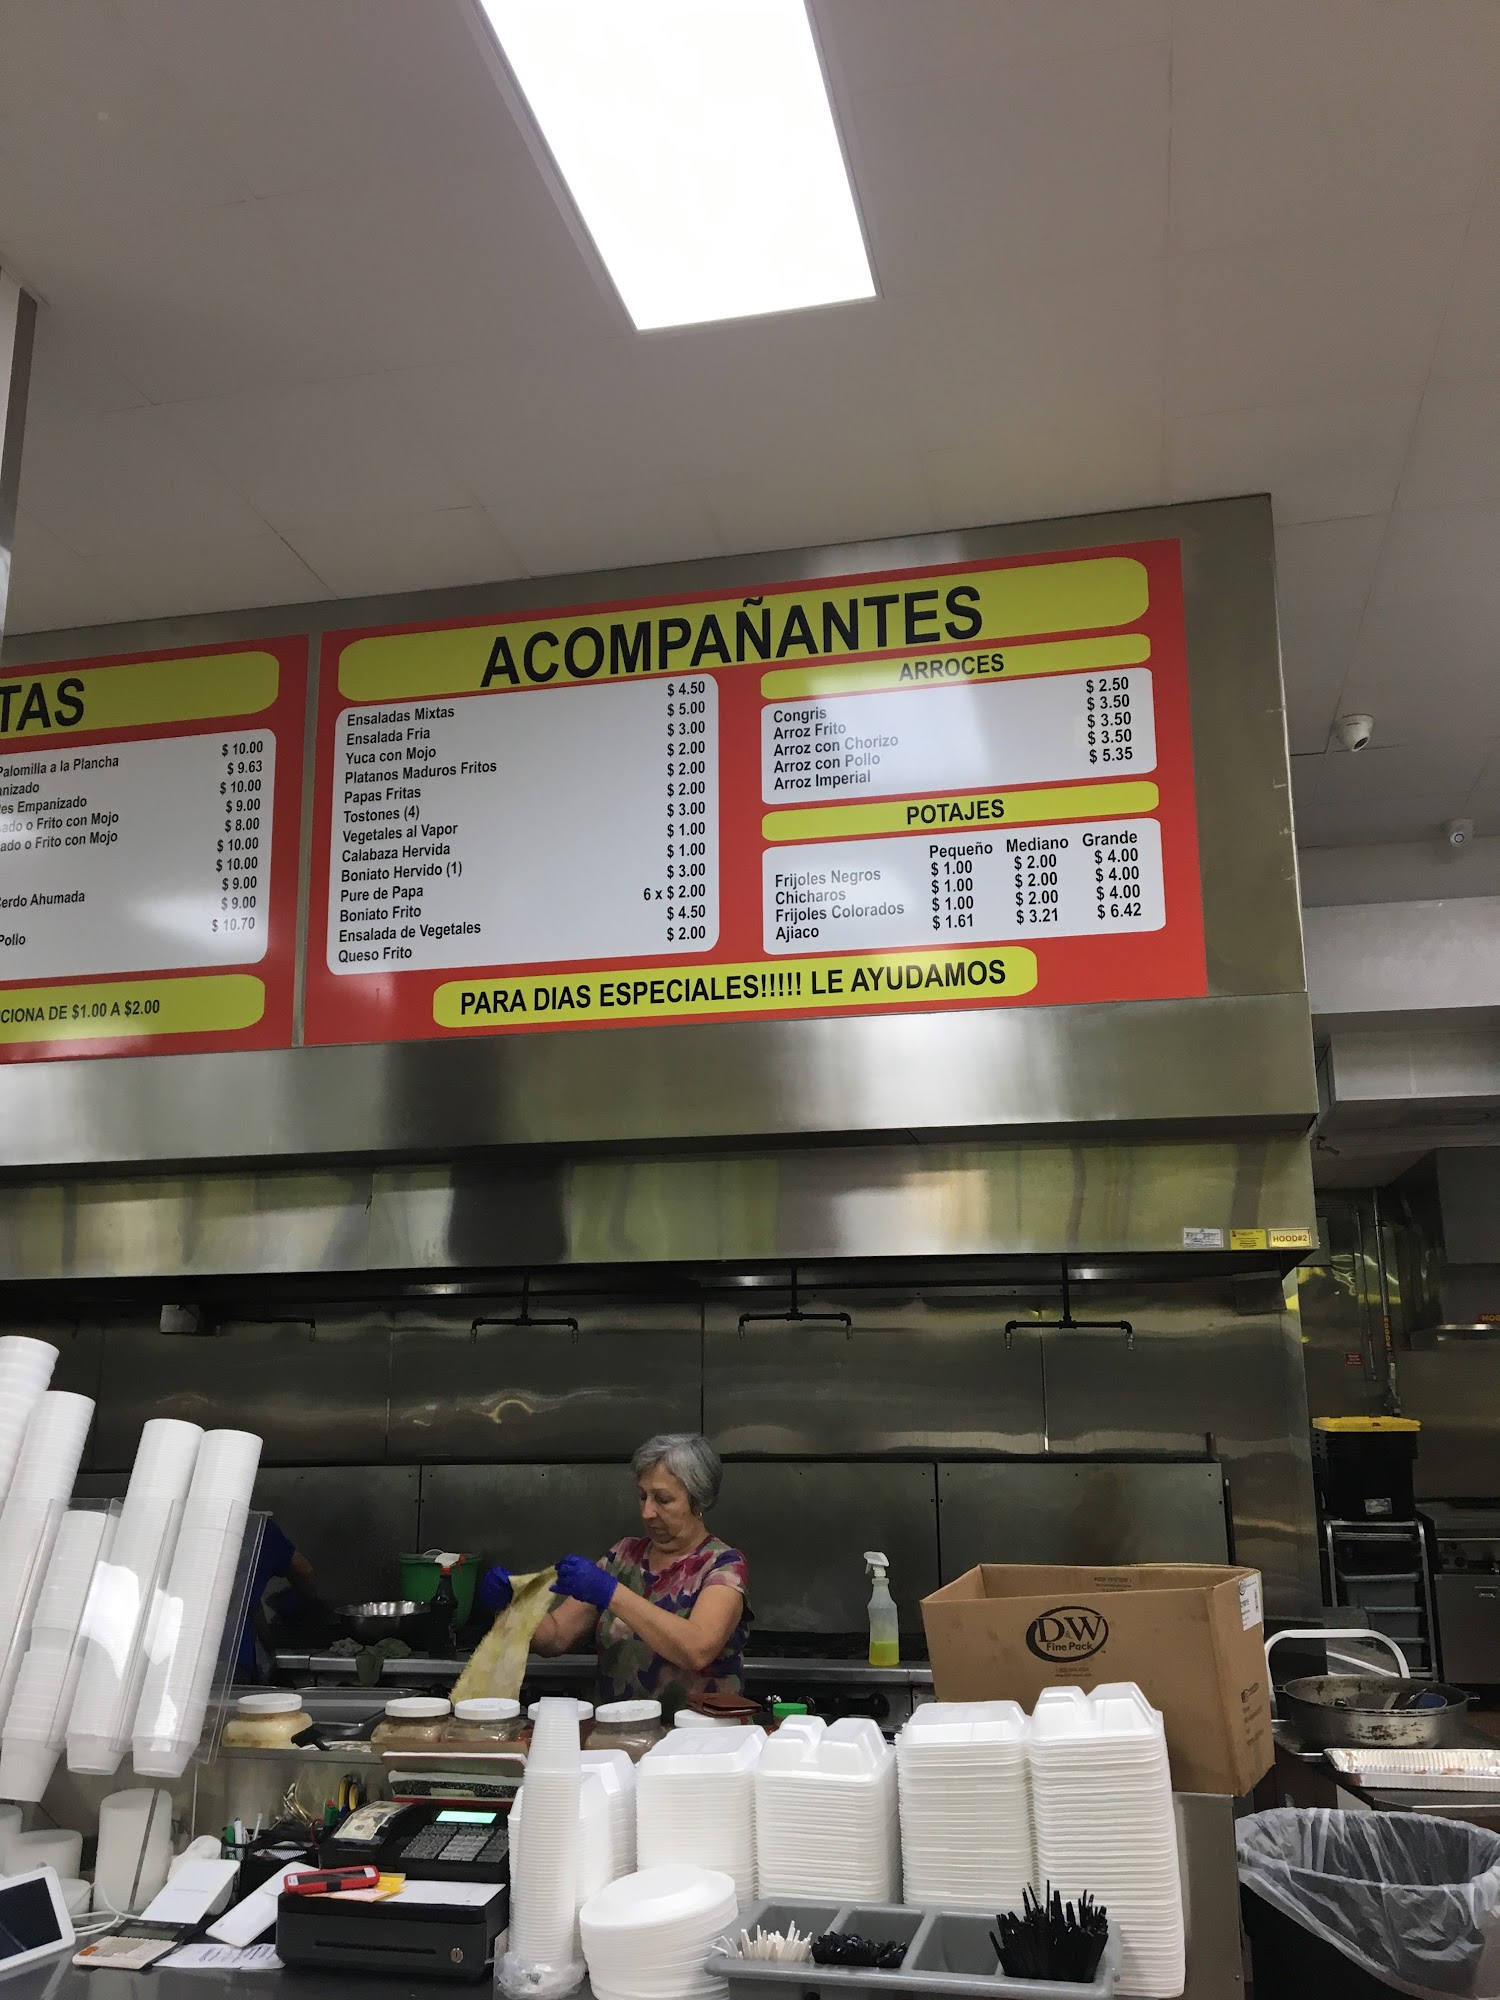 TAS
Palomilla a la Plancha $ 10.00
anizado $ 9.63
es Empanizado $ 10.00
ado o Frito con Mojo $ 9.00
ado o Frito con Mojo $ 8.00
$ 10.00
$ 10.00
Cerdo Ahumada $ 9.00
$ 9.00
Pollo $ 10.70
CIONA DE $1.00 A $2.00
ACOMPAÑANTES
Ensaladas Mixtas $ 4.50
Ensalada Fria $ 5.00
Yuca con Mojo $ 3.00
Platanos Maduros Fritos $ 2.00
Papas Fritas $ 2.00
Tostones (4) $ 2.00
Vegetales al Vapor $ 3.00
Calabaza Hervida $ 1.00
Boniato Hervido (1) $ 1.00
Pure de Papa $ 3.00
Boniato Frito 6 x $ 2.00
Ensalada de Vegetales $ 4.50
Queso Frito $ 2.00
ARROCES
Congris $ 2.50
Arroz Frito $ 3.50
Arroz con Chorizo $ 3.50
Arroz con Pollo $ 3.50
Arroz Imperial $ 5.35
POTAJES
Pequeño Mediano Grande
Frijoles Negros $ 1.00 $ 2.00 $ 4.00
Chicharos $ 1.00 $ 2.00 $ 4.00
Frijoles Colorados $ 1.00 $ 2.00 $ 4.00
Ajiaco $ 1.61 $ 3.21 $ 6.42
PARA DIAS ESPECIALES!!!!! LE AYUDAMOS
HOOD#2
D&W
Fine Pack